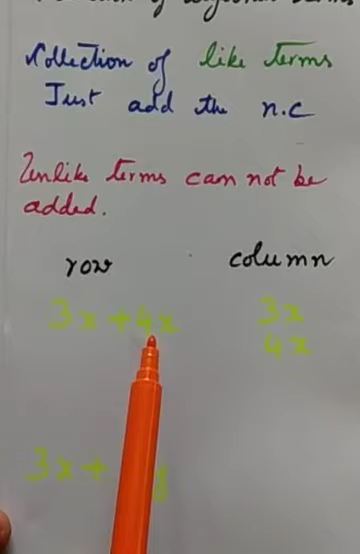 Collection of like terms
Just add the n.c
Unlike terms can not be
added.
row column
3x + 4x 3x
4x
3x + y